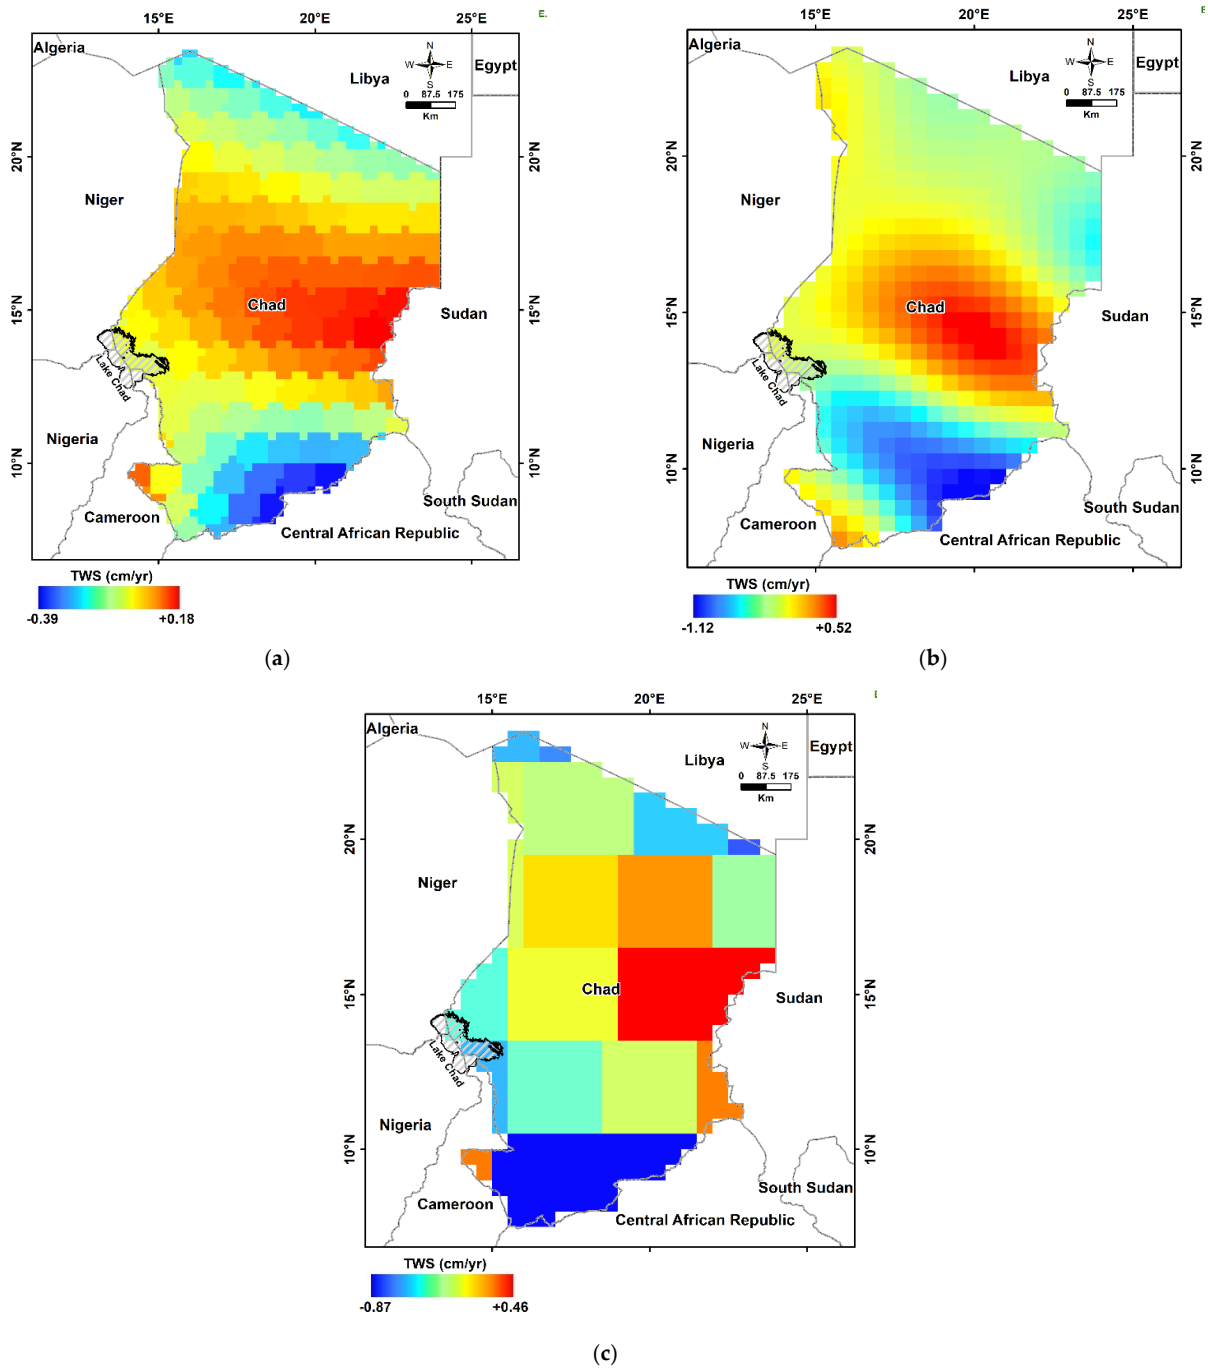 15°E 20°E 25°E E.
Algeria
Libya
N
W E
S
0 87.5 175
Km
Egypt
20°N 20°N
Niger
15°N 15°N
Chad
Sudan
Lake Chad
Nigeria
10°N 10°N
South Sudan
Cameroon
Central African Republic
TWS (cm/yr)
-0.39 +0.18
(a)
15°E 20°E 25°E E
Algeria
Libya
N
W E
S
0 87.5 175
Km
Egypt
20°N 20°N
Niger
15°N 15°N
Chad
Sudan
Lake Chad
Nigeria
10°N 10°N
South Sudan
Cameroon
Central African Republic
TWS (cm/yr)
-1.12 +0.52
(b)
15°E 20°E 25°E E
Algeria
Libya
N
W E
S
0 87.5 175
Km
Egypt
20°N 20°N
Niger
15°N 15°N
Chad
Sudan
Lake Chad
Nigeria
10°N 10°N
South Sudan
Cameroon
Central African Republic
TWS (cm/yr)
-0.87 +0.46
(c)